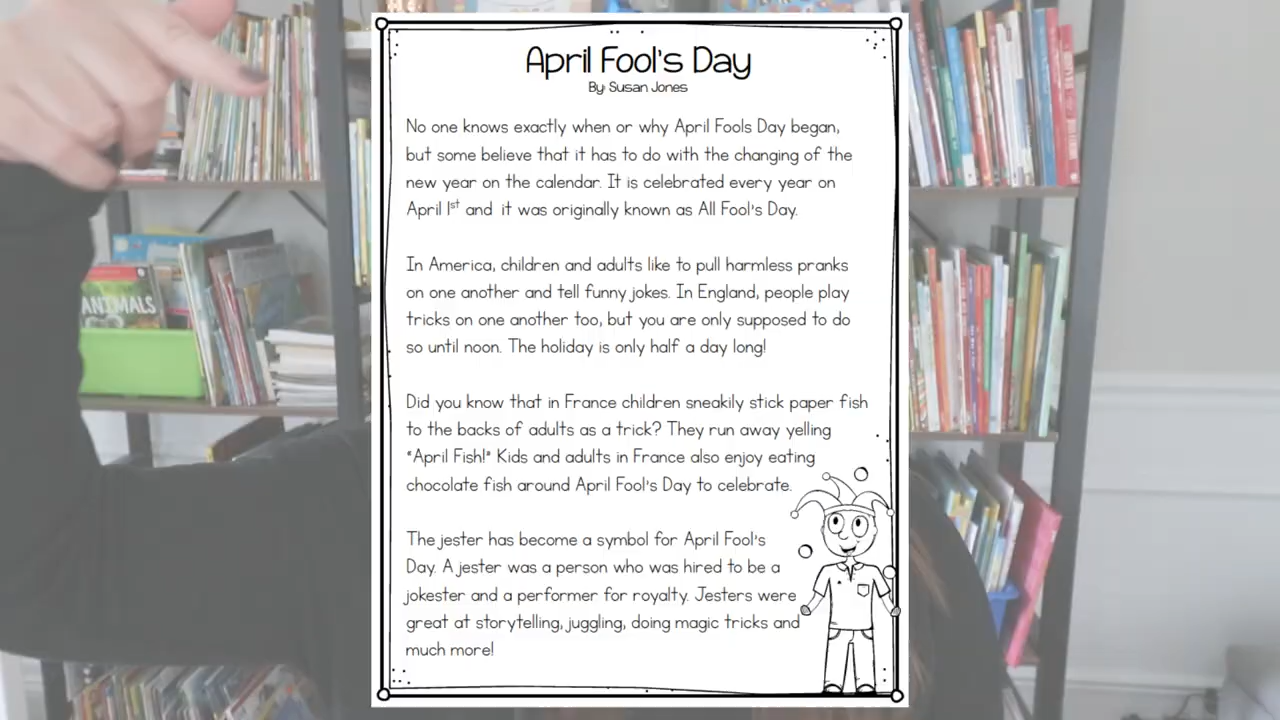 April Fool's Day
By: Susan Jones
No one knows exactly when or why April Fools Day began,
but some believe that it has to do with the changing of the
new year on the calendar. It is celebrated every year on
April 1st and it was originally known as All Fool's Day.
In America, children and adults like to pull harmless pranks
on one another and tell funny jokes. In England, people play
tricks on one another too, but you are only supposed to do
so until noon. The holiday is only half a day long!
Did you know that in France children sneakily stick paper fish
to the backs of adults as a trick? They run away yelling
"April Fish!" Kids and adults in France also enjoy eating
chocolate fish around April Fool's Day to celebrate.
The jester has become a symbol for April Fool's
Day. A jester was a person who was hired to be a
jokester and a performer for royalty. Jesters were
great at storytelling, juggling, doing magic tricks and
much more!
ANIMALS